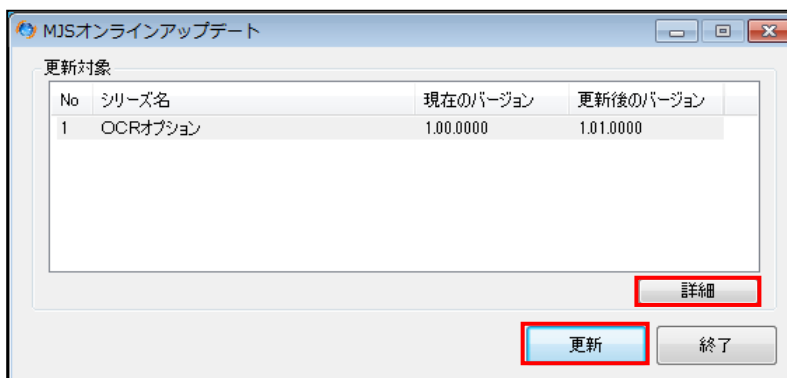 MJSオンラインアップデート
更新対象
No シリーズ名 現在のバージョン 更新後のバージョン
1 OCRオプション 1.00.0000 1.01.0000
詳細
更新 終了